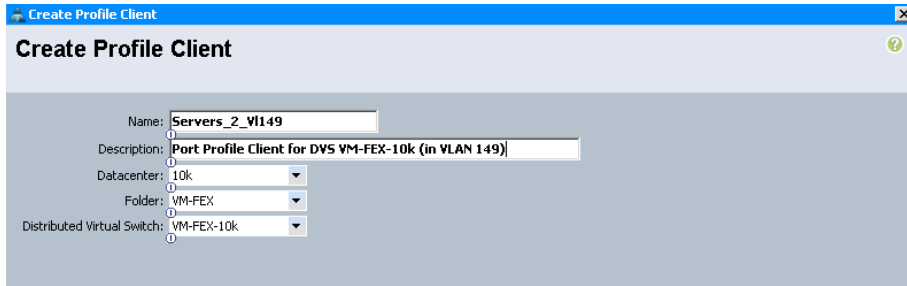 Create Profile Client
Create Profile Client
Name: Servers_2_Vl149
Description: Port Profile Client for DVS VM-FEX-10k (in VLAN 149)
Datacenter: 10k
Folder: VM-FEX
Distributed Virtual Switch: VM-FEX-10k